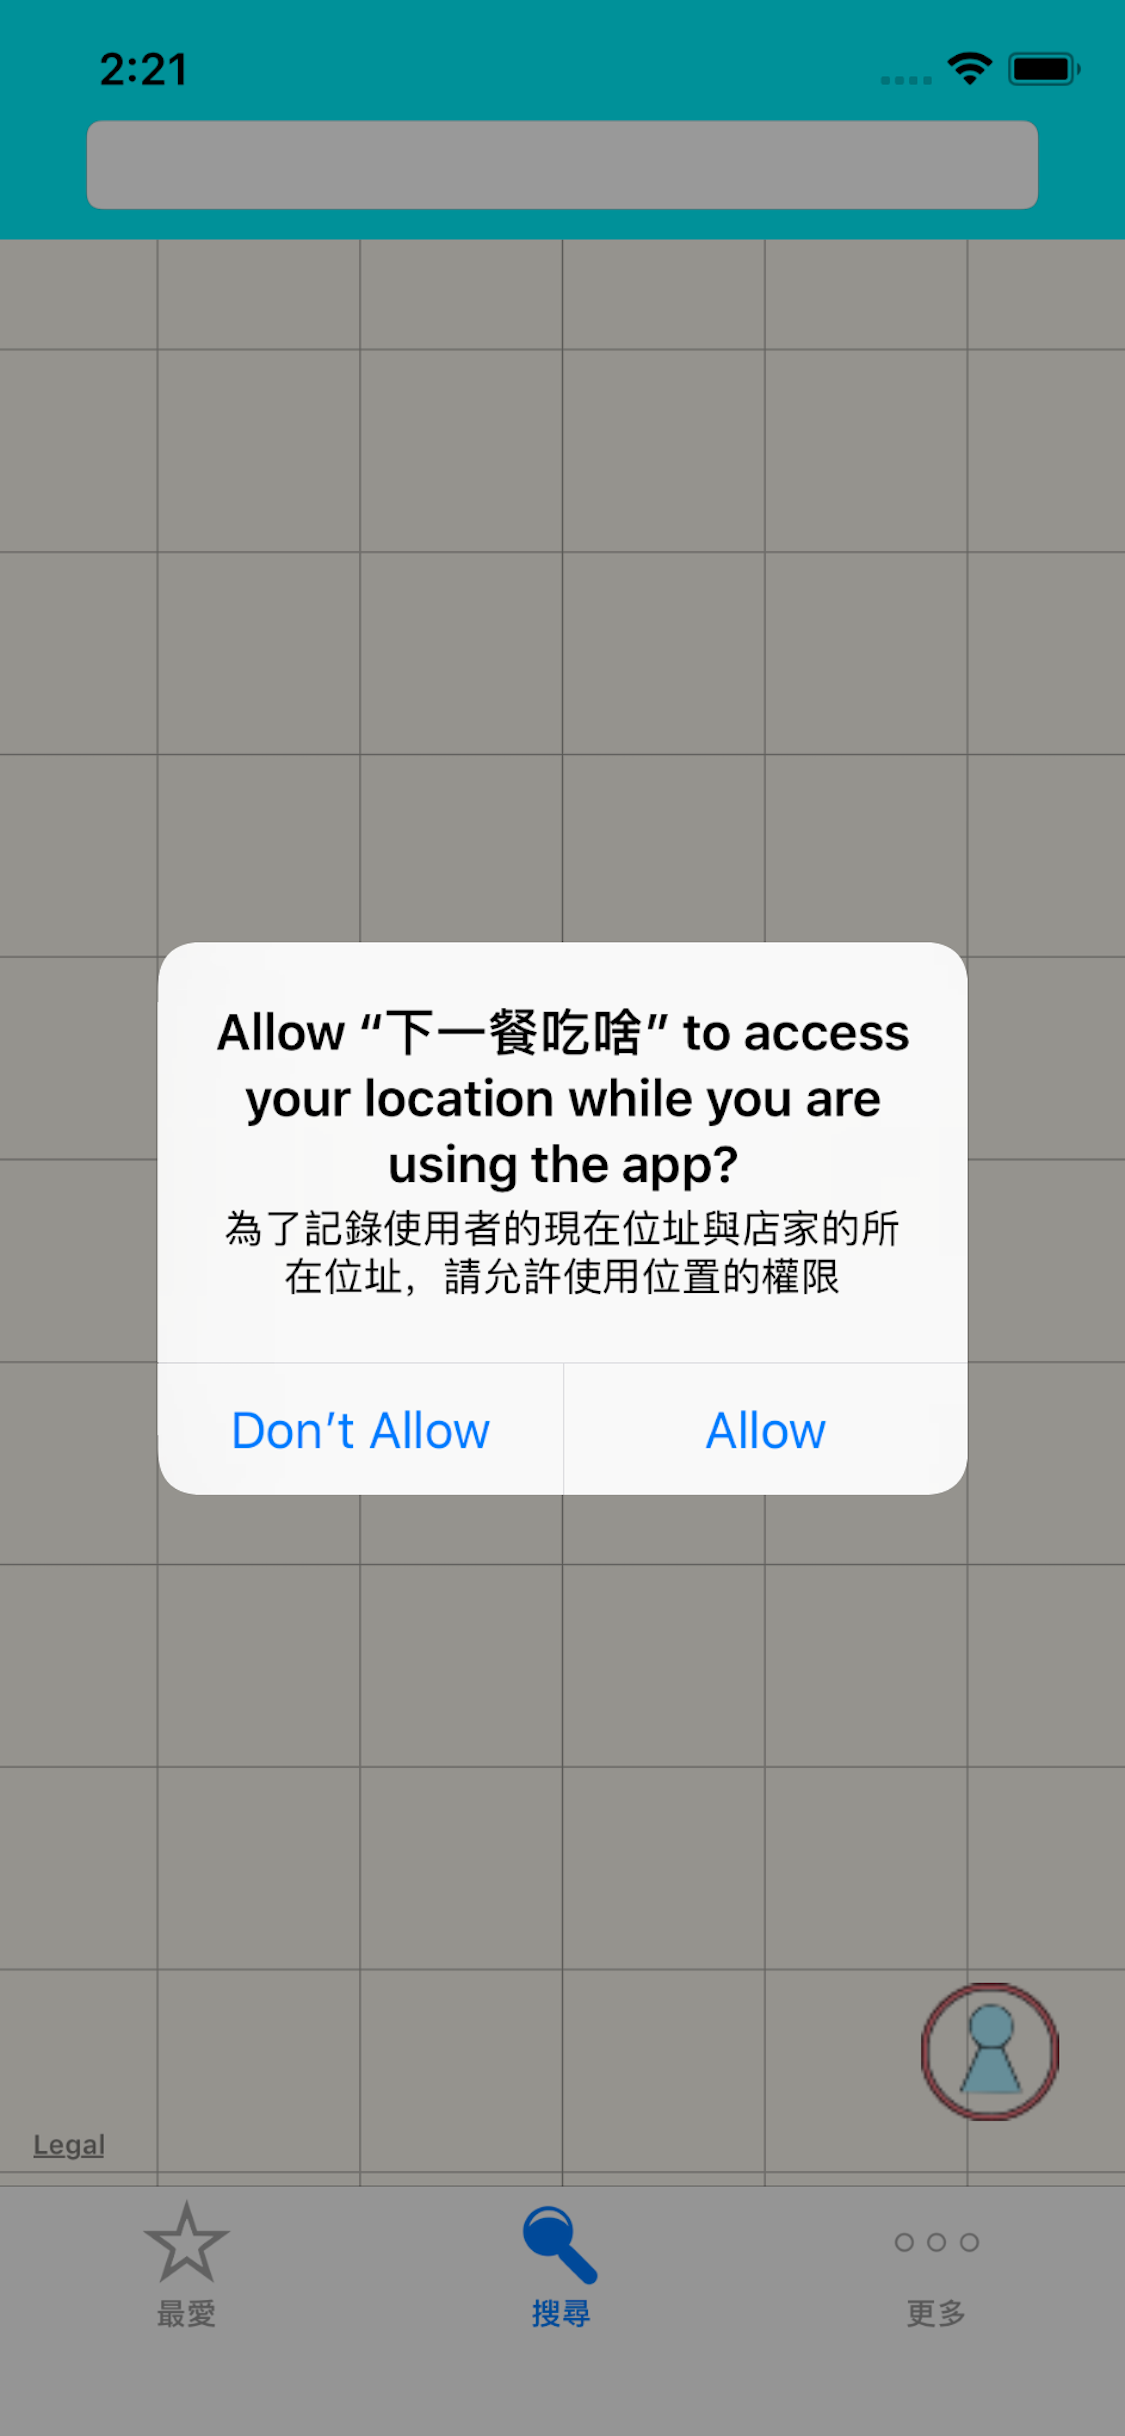 2:21
Allow “下一餐吃啥” to access
your location while you are
using the app?
為了記錄使用者的現在位址與店家的所
在位址，請允許使用位置的權限
Don’t Allow
Allow
Legal
最愛
搜尋
更多